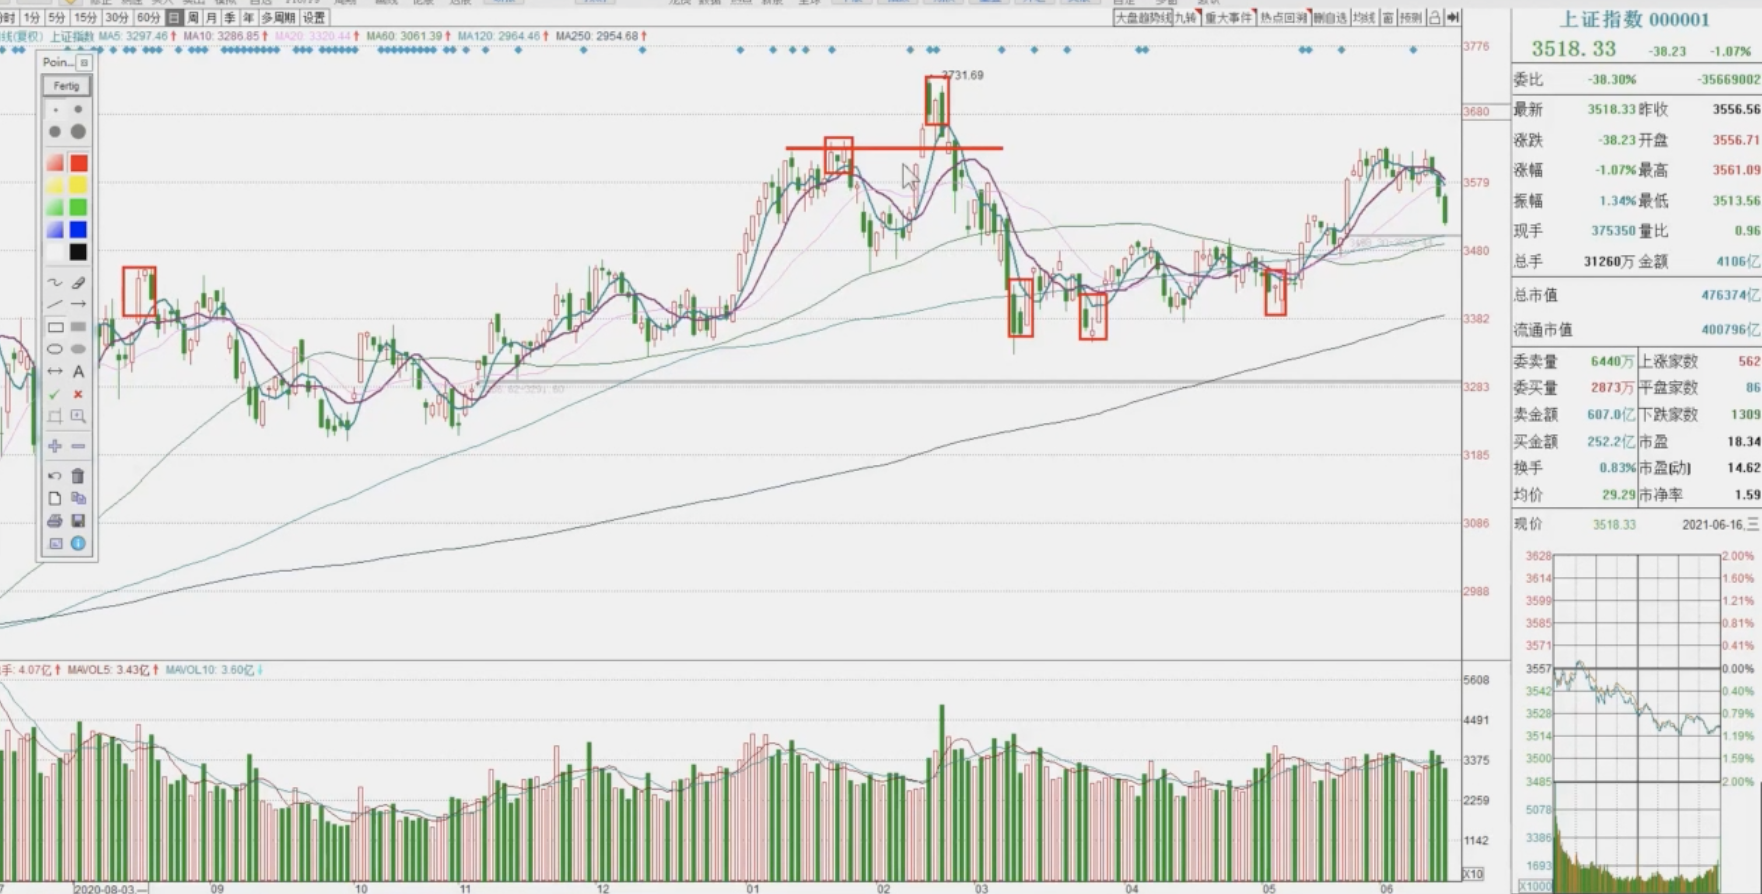 分时 1分 5分 15分 30分 60分 日 周 月 季 年 多周期 设置
大盘趋势线 九转 重大事件 热点回溯 删自选 均线 窗 预测
线(复权) 上证指数 MA5: 3297.46↑ MA10: 3286.85↑ MA20: 3320.44↑ MA60: 3061.39↑ MA120: 2964.46↑ MA250: 2954.68↑
Poin...
Fertig
A
3731.69
3776
3680
3579
3480
3382
3283
3185
3086
2988
手: 4.07亿↑ MAVOL5: 3.43亿↑ MAVOL10: 3.60亿↓
5608
4491
3375
2259
1142
X10
7 2020-08-03,一 09 10 11 12 01 02 03 04 05 06
上证指数 000001
3518.33 -38.23 -1.07%
委比 -38.30% -35669002
最新 3518.33 昨收 3556.56
涨跌 -38.23 开盘 3556.71
涨幅 -1.07% 最高 3561.09
振幅 1.34% 最低 3513.56
现手 375350 量比 0.96
总手 31260万 金额 4106亿
总市值 476374亿
流通市值 400796亿
委卖量 6440万 上涨家数 562
委买量 2873万 平盘家数 86
卖金额 607.0亿 下跌家数 1309
买金额 252.2亿 市盈 18.34
换手 0.83% 市盈(动) 14.62
均价 29.29 市净率 1.59
现价 3518.33 2021-06-16,三
3628 2.00%
3614 1.60%
3599 1.21%
3585 0.81%
3571 0.41%
3557 0.00%
3542 0.40%
3528 0.79%
3514 1.19%
3500 1.59%
3485 2.00%
5078
3386
1693
X1000